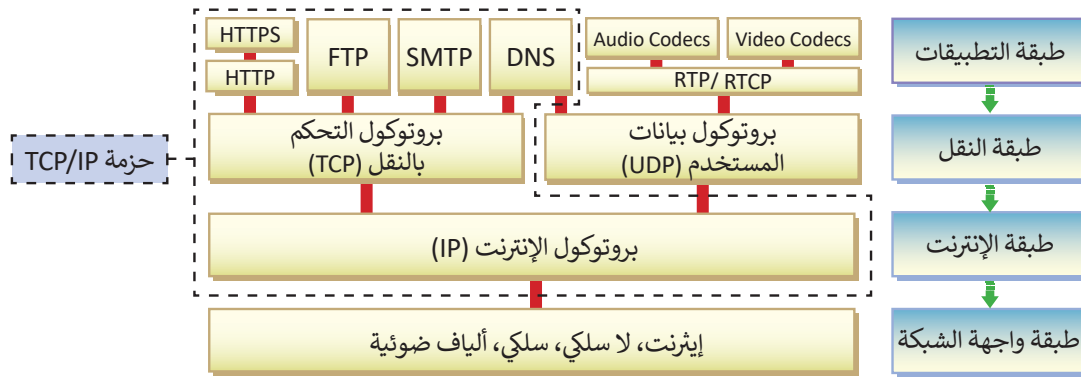 HTTPS
HTTP
FTP
SMTP
DNS
Audio Codecs
Video Codecs
RTP/ RTCP
طبقة التطبيقات
حزمة TCP/IP
بروتوكول التحكم
بالنقل (TCP)
بروتوكول بيانات
المستخدم (UDP)
طبقة النقل
بروتوكول الإنترنت (IP)
طبقة الإنترنت
إيثرنت، لا سلكي، سلكي، ألياف ضوئية
طبقة واجهة الشبكة